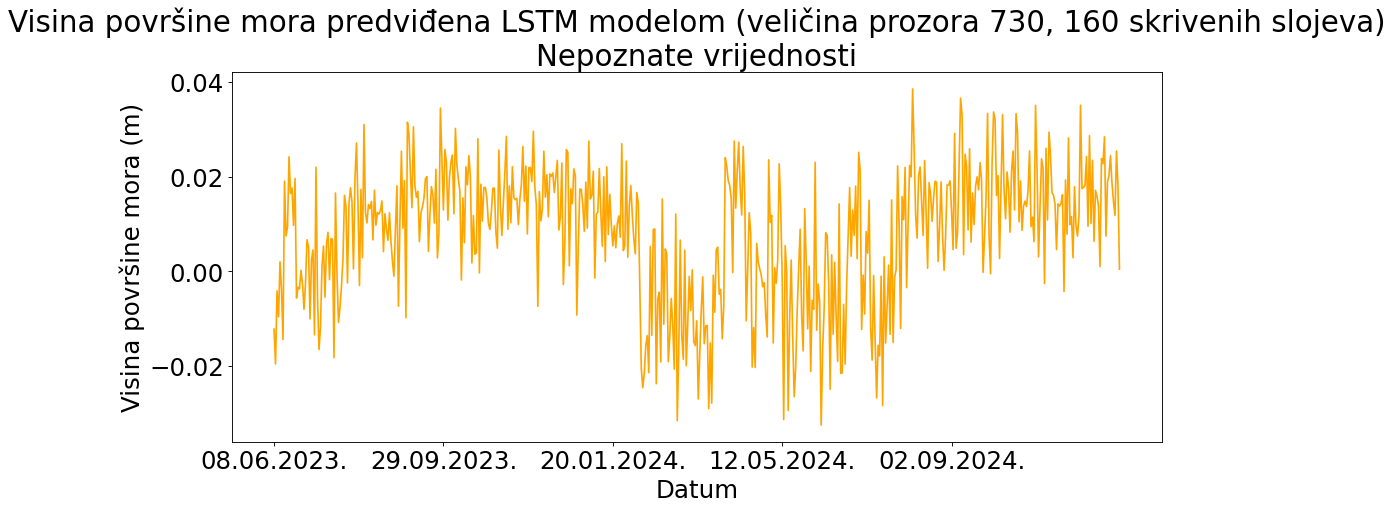 Visina površine mora predviđena LSTM modelom (veličina prozora 730, 160 skrivenih slojeva)
Nepoznate vrijednosti
Visina površine mora (m)
0.04
0.02
0.00
−0.02
08.06.2023. 29.09.2023. 20.01.2024. 12.05.2024. 02.09.2024.
Datum